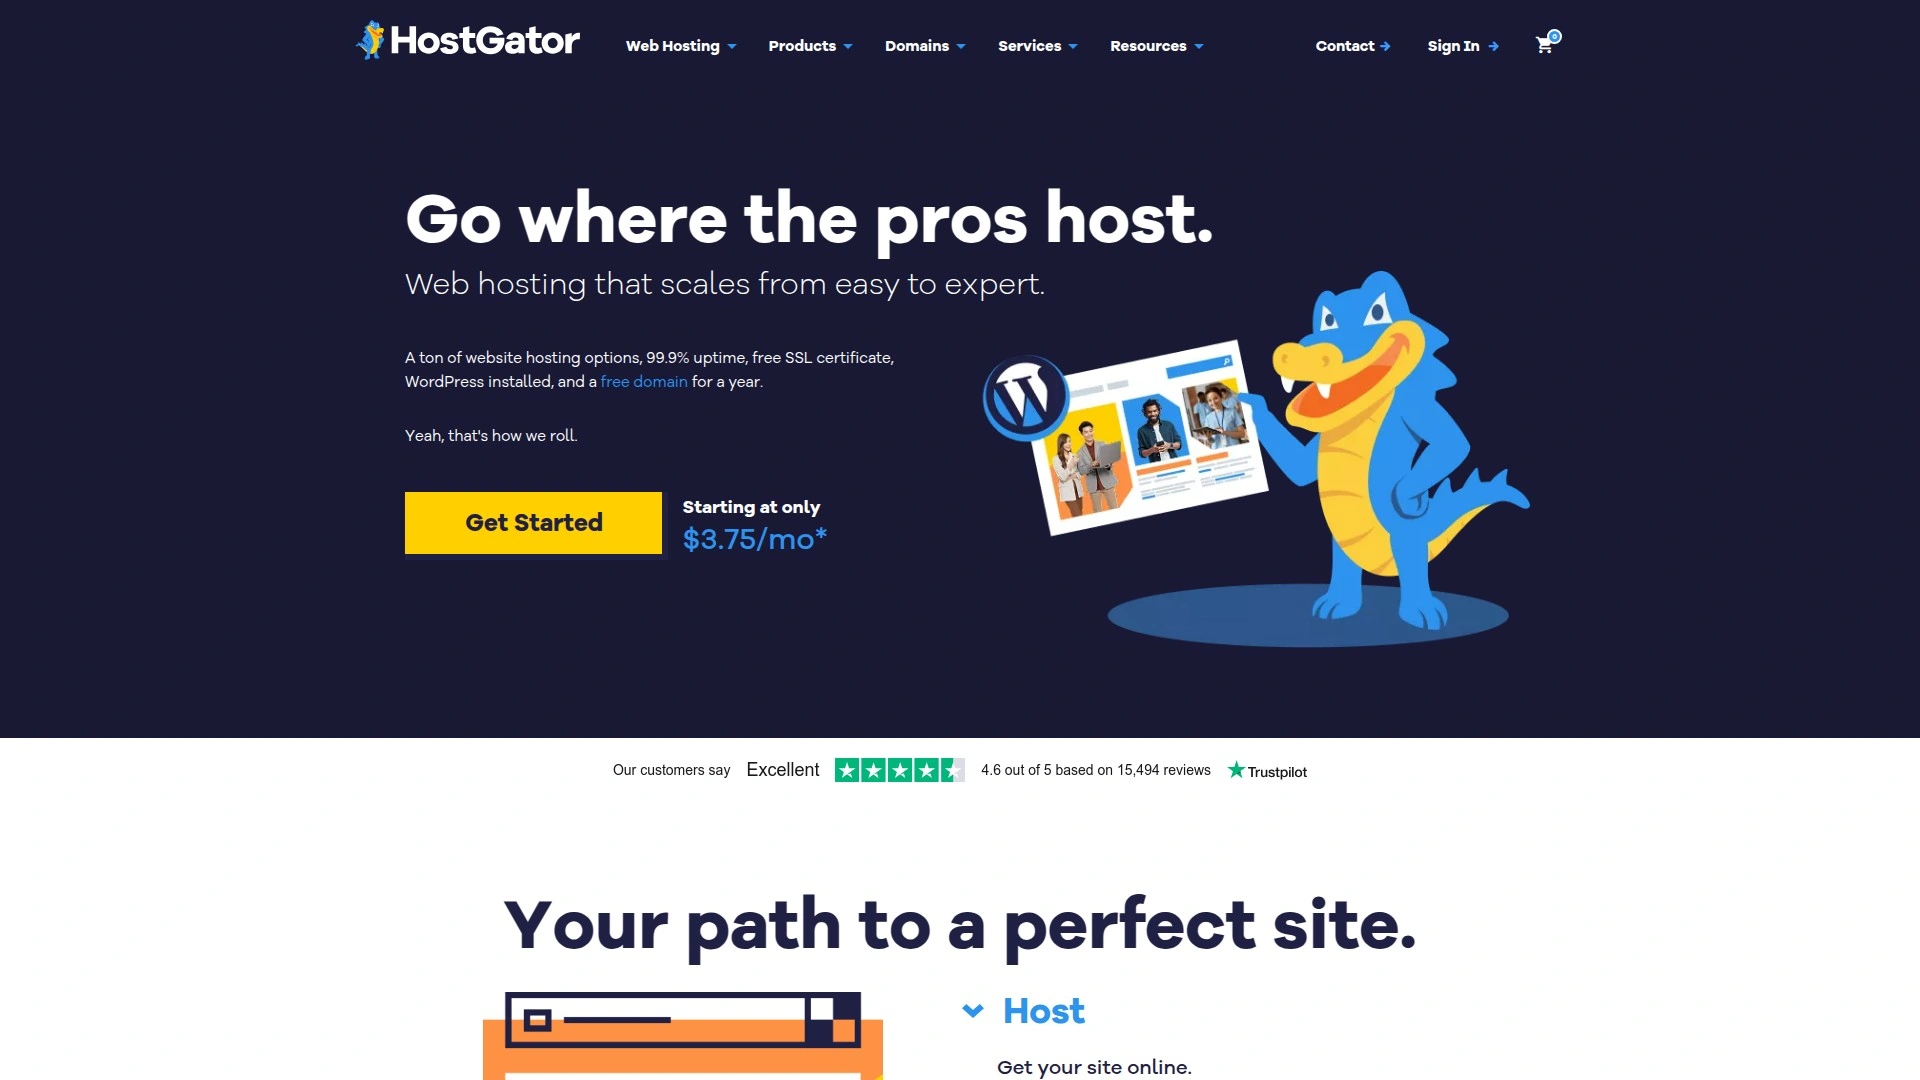 HostGator
Web Hosting
Products
Domains
Services
Resources
Contact
Sign In
0
Go where the pros host.
Web hosting that scales from easy to expert.
A ton of website hosting options, 99.9% uptime, free SSL certificate,
WordPress installed, and a free domain for a year.
Yeah, that's how we roll.
Get Started
Starting at only
$3.75/mo*
Our customers say
Excellent
4.6 out of 5 based on 15,494 reviews
Trustpilot
Your path to a perfect site.
Host
Get your site online.